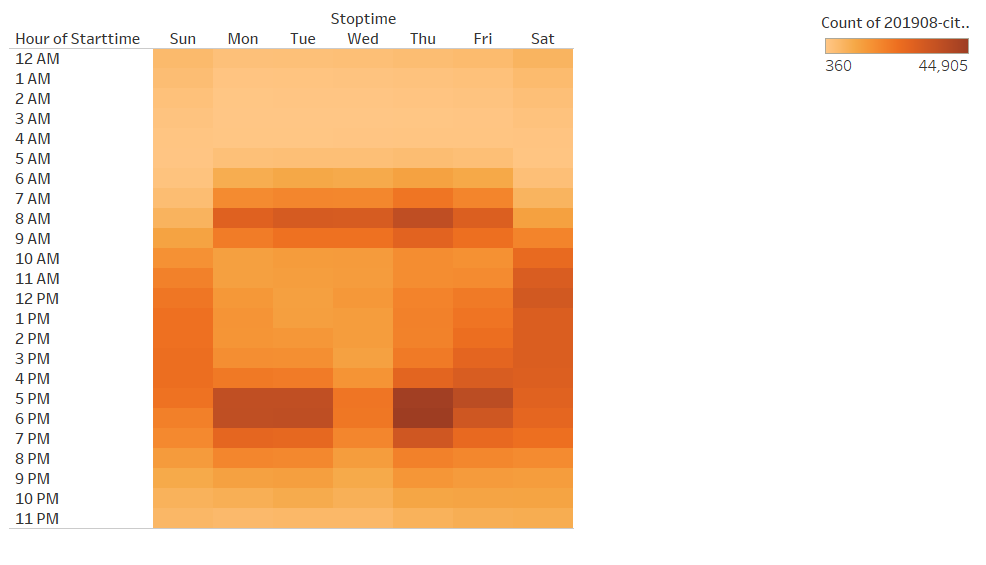 Stoptime
Hour of Starttime Sun Mon Tue Wed Thu Fri Sat
12 AM
1 AM
2 AM
3 AM
4 AM
5 AM
6 AM
7 AM
8 AM
9 AM
10 AM
11 AM
12 PM
1 PM
2 PM
3 PM
4 PM
5 PM
6 PM
7 PM
8 PM
9 PM
10 PM
11 PM
Count of 201908-cit..
360 44,905